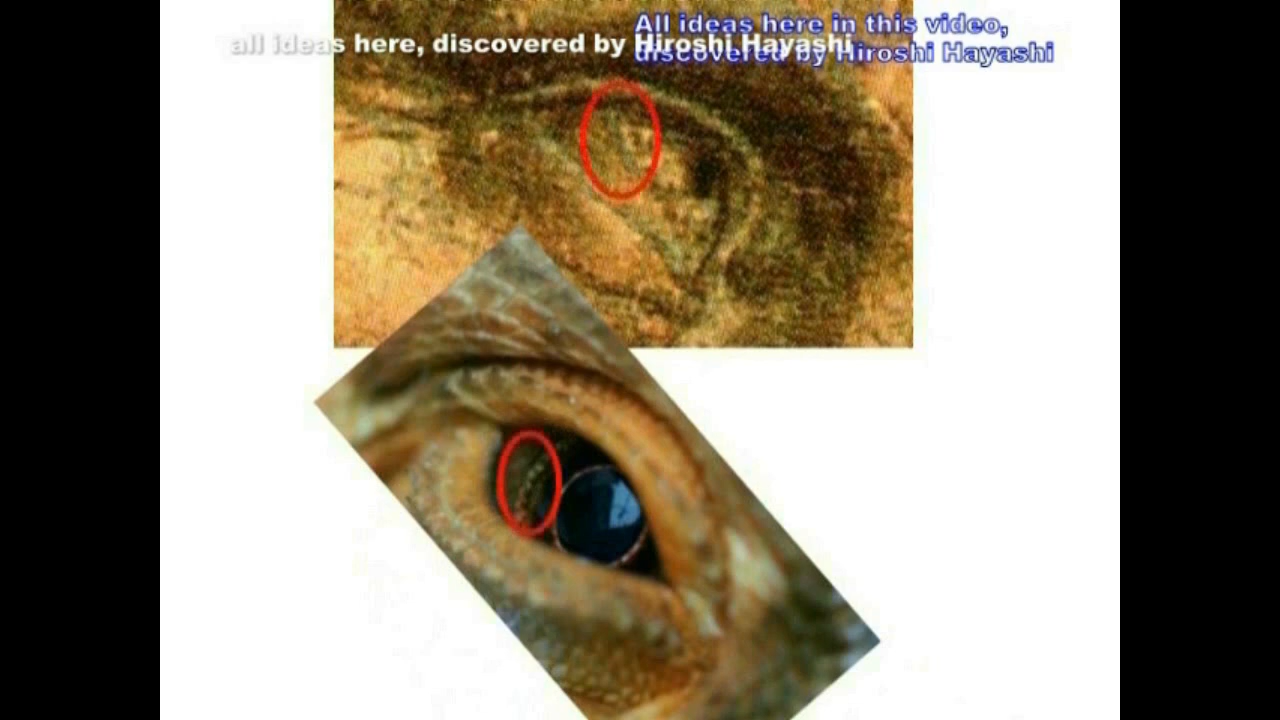 All ideas here in this video,
all ideas here, discovered by Hiroshi Hayashi
discovered by Hiroshi Hayashi